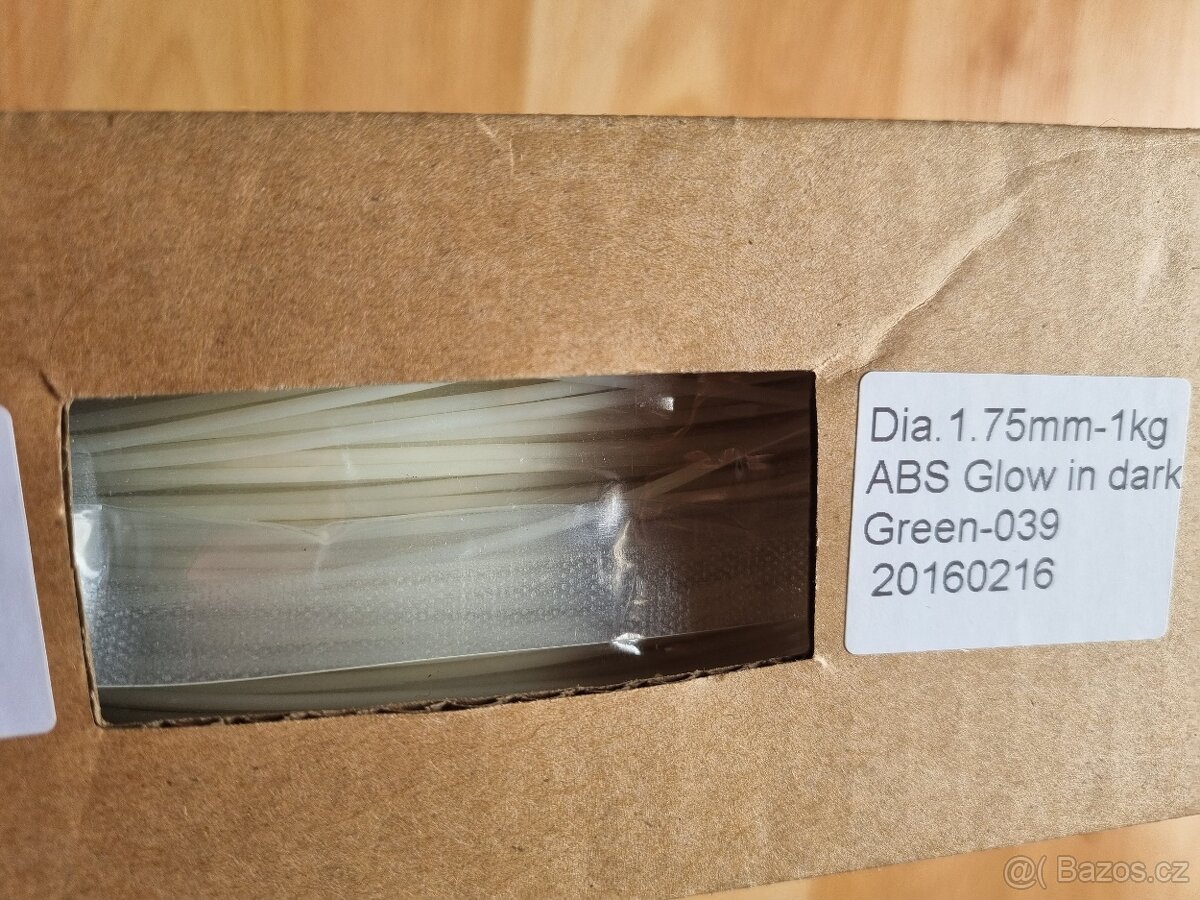 Dia.1.75mm-1kg
ABS Glow in dark
Green-039
20160216
@( Bazos.cz